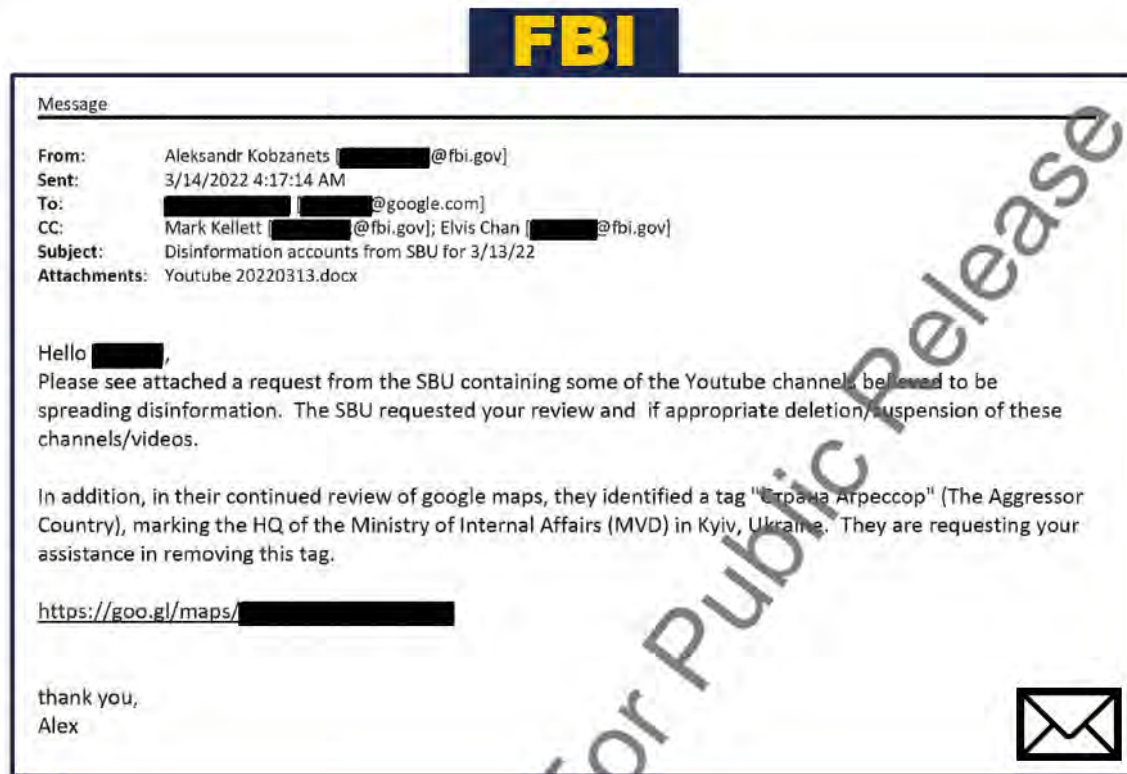 FBI
Message
From: Aleksandr Kobzanets [ @fbi.gov]
Sent: 3/14/2022 4:17:14 AM
To: [ @google.com]
CC: Mark Kellett [ @fbi.gov]; Elvis Chan [ @fbi.gov]
Subject: Disinformation accounts from SBU for 3/13/22
Attachments: Youtube 20220313.docx
Hello ,
Please see attached a request from the SBU containing some of the Youtube channels believed to be
spreading disinformation. The SBU requested your review and if appropriate deletion/suspension of these
channels/videos.
In addition, in their continued review of google maps, they identified a tag "Страна Агрессор" (The Aggressor
Country), marking the HQ of the Ministry of Internal Affairs (MVD) in Kyiv, Ukraine. They are requesting your
assistance in removing this tag.
https://goo.gl/maps/
thank you,
Alex
For Public Release